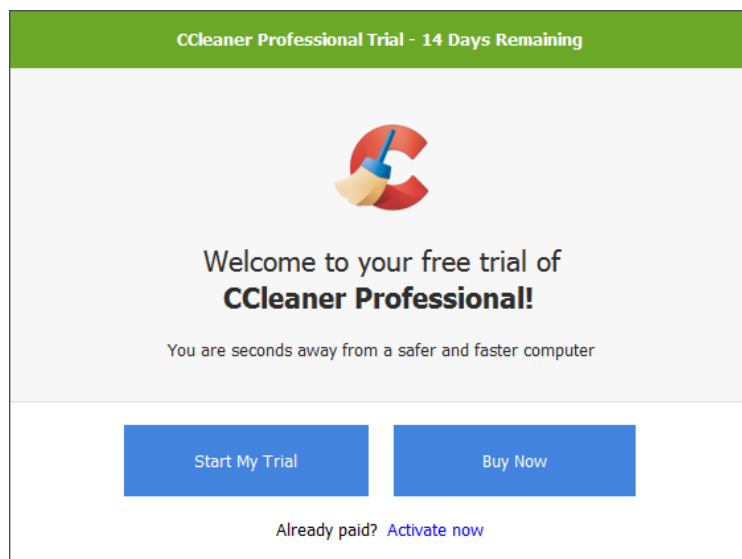 CCleaner Professional Trial - 14 Days Remaining
Welcome to your free trial of
CCleaner Professional!
You are seconds away from a safer and faster computer
Start My Trial
Buy Now
Already paid? Activate now